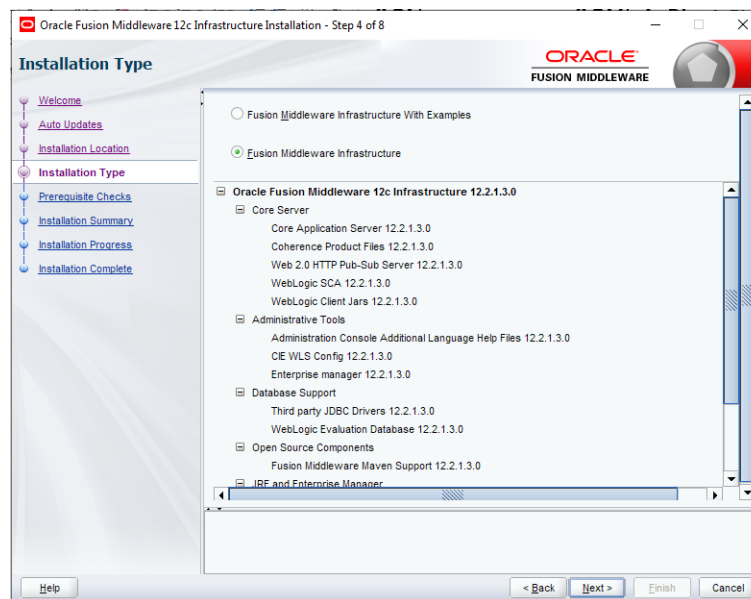 Oracle Fusion Middleware 12c Infrastructure Installation - Step 4 of 8
Installation Type
ORACLE
FUSION MIDDLEWARE
Welcome
Auto Updates
Installation Location
Installation Type
Prerequisite Checks
Installation Summary
Installation Progress
Installation Complete
Fusion Middleware Infrastructure With Examples
Fusion Middleware Infrastructure
Oracle Fusion Middleware 12c Infrastructure 12.2.1.3.0
Core Server
Core Application Server 12.2.1.3.0
Coherence Product Files 12.2.1.3.0
Web 2.0 HTTP Pub-Sub Server 12.2.1.3.0
WebLogic SCA 12.2.1.3.0
WebLogic Client Jars 12.2.1.3.0
Administrative Tools
Administration Console Additional Language Help Files 12.2.1.3.0
CIE WLS Config 12.2.1.3.0
Enterprise manager 12.2.1.3.0
Database Support
Third party JDBC Drivers 12.2.1.3.0
WebLogic Evaluation Database 12.2.1.3.0
Open Source Components
Fusion Middleware Maven Support 12.2.1.3.0
JRF and Enterprise Manager
Help
< Back
Next >
Finish
Cancel